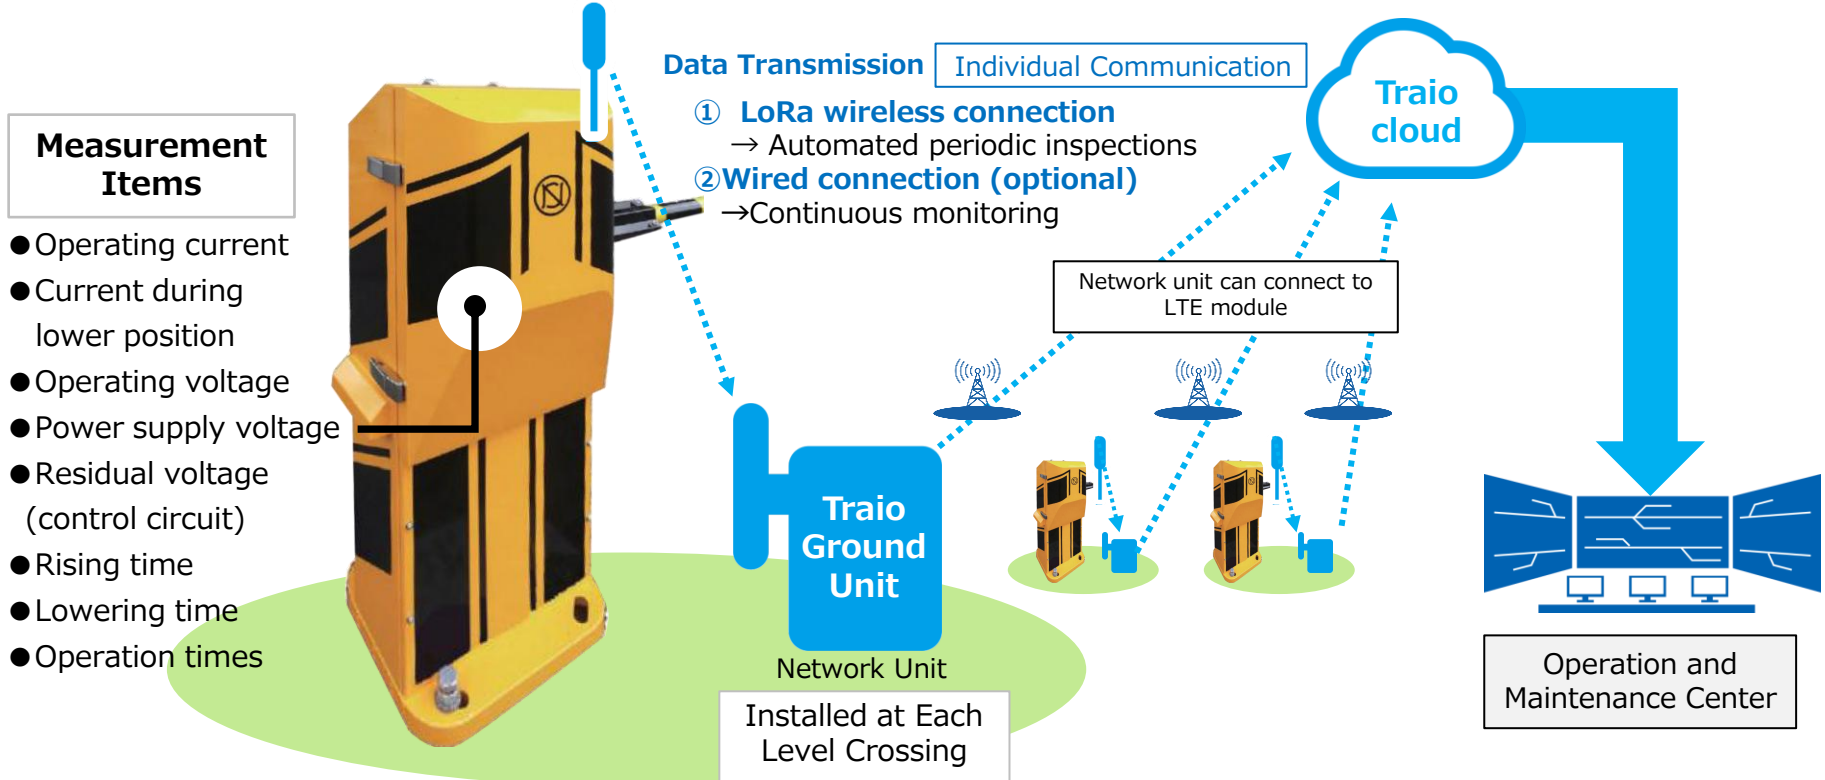 Measurement
Items
●Operating current
●Current during
lower position
●Operating voltage
●Power supply voltage
●Residual voltage
(control circuit)
●Rising time
●Lowering time
●Operation times
Data Transmission
Individual Communication
① LoRa wireless connection
→ Automated periodic inspections
②Wired connection (optional)
→Continuous monitoring
Traio
cloud
Network unit can connect to
LTE module
Traio
Ground
Unit
Network Unit
Installed at Each
Level Crossing
Operation and
Maintenance Center